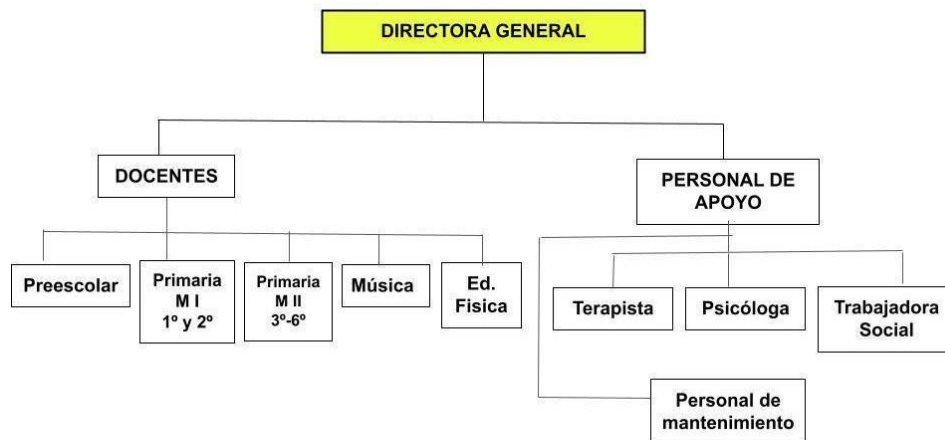 DIRECTORA GENERAL
DOCENTES
PERSONAL DE
APOYO
Preescolar
Primaria
M I
1º y 2º
Primaria
M II
3º-6º
Música
Ed.
Fisica
Terapista
Psicóloga
Trabajadora
Social
Personal de
mantenimiento